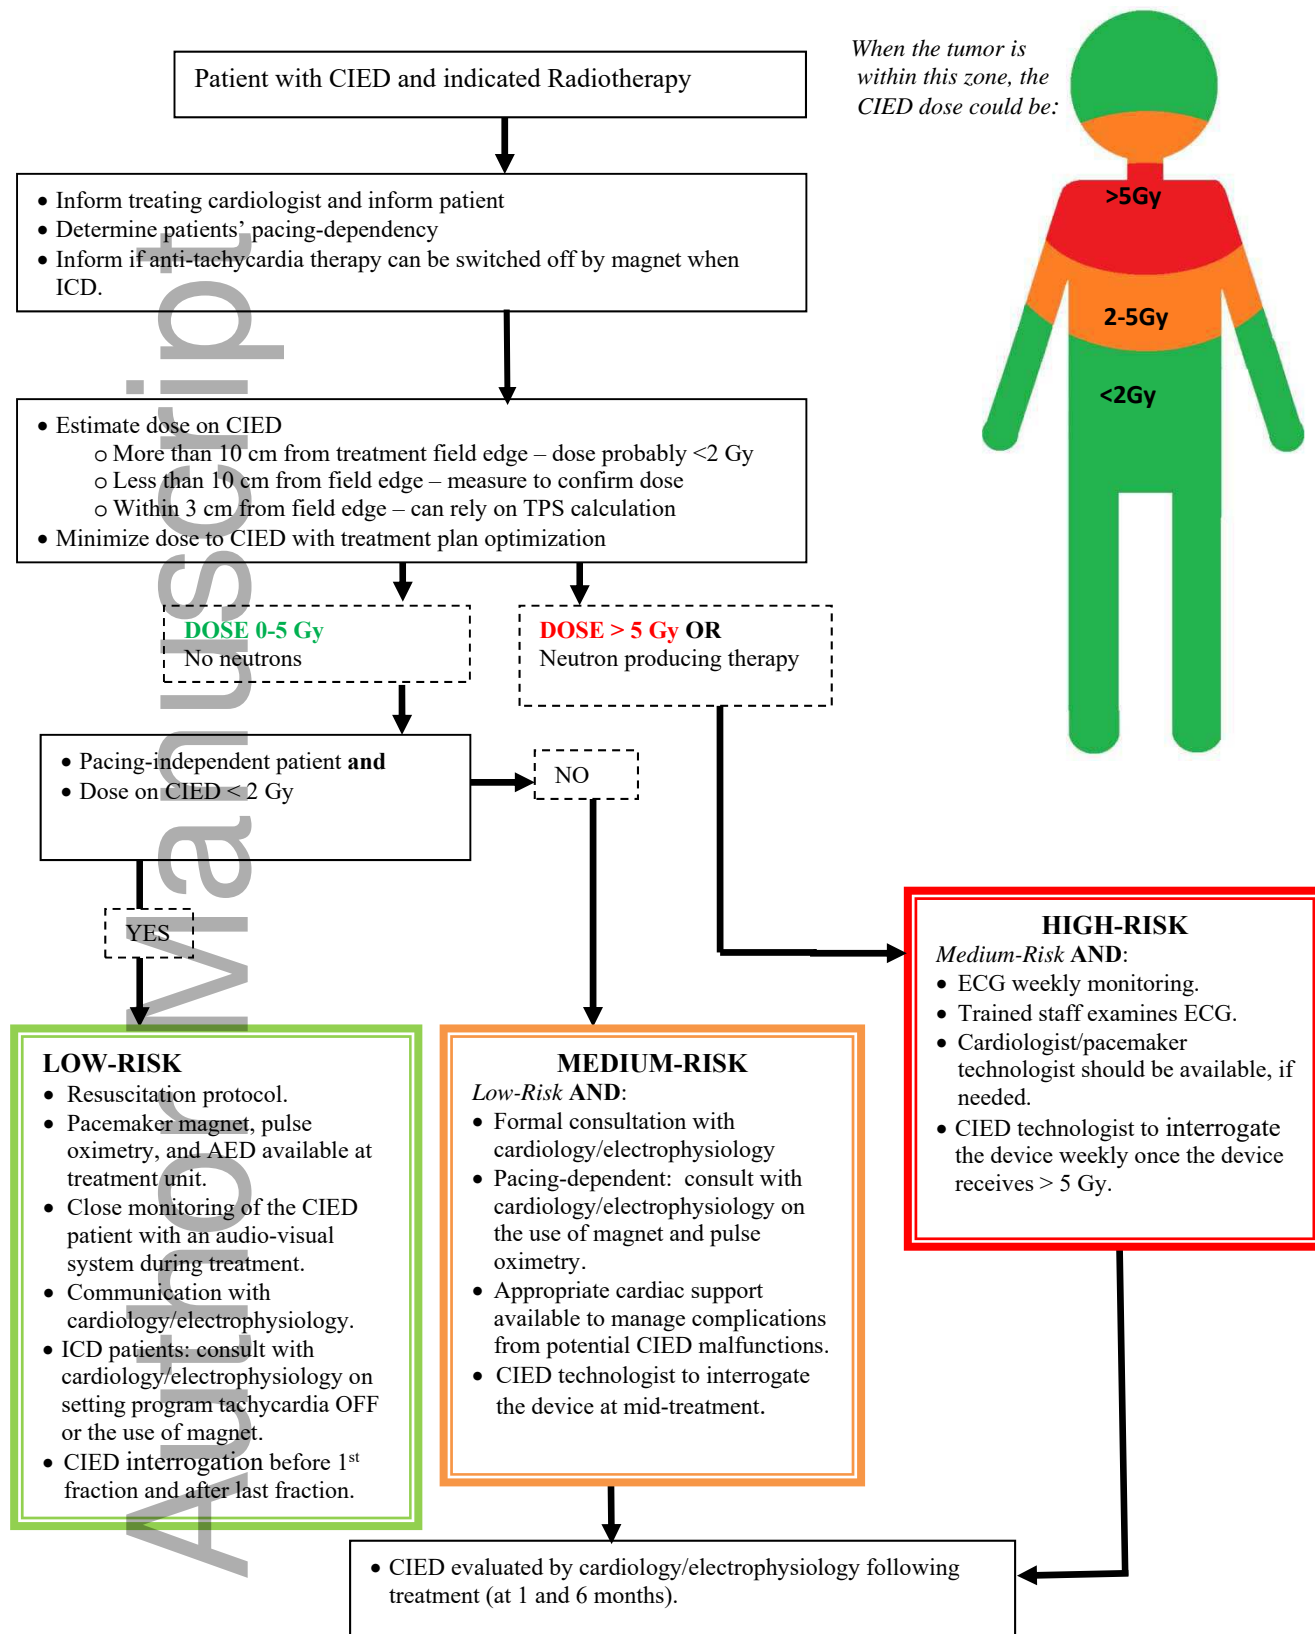 Patient with CIED and indicated Radiotherapy
When the tumor is
within this zone, the
CIED dose could be:
>5Gy
2-5Gy
<2Gy
• Inform treating cardiologist and inform patient
• Determine patients’ pacing-dependency
• Inform if anti-tachycardia therapy can be switched off by magnet when
ICD.
• Estimate dose on CIED
o More than 10 cm from treatment field edge – dose probably <2 Gy
o Less than 10 cm from field edge – measure to confirm dose
o Within 3 cm from field edge – can rely on TPS calculation
• Minimize dose to CIED with treatment plan optimization
DOSE 0-5 Gy
No neutrons
DOSE > 5 Gy OR
Neutron producing therapy
• Pacing-independent patient and
• Dose on CIED < 2 Gy
NO
YES
LOW-RISK
• Resuscitation protocol.
• Pacemaker magnet, pulse
oximetry, and AED available at
treatment unit.
• Close monitoring of the CIED
patient with an audio-visual
system during treatment.
• Communication with
cardiology/electrophysiology.
• ICD patients: consult with
cardiology/electrophysiology on
setting program tachycardia OFF
or the use of magnet.
• CIED interrogation before 1st
fraction and after last fraction.
MEDIUM-RISK
Low-Risk AND:
• Formal consultation with
cardiology/electrophysiology
• Pacing-dependent: consult with
cardiology/electrophysiology on
the use of magnet and pulse
oximetry.
• Appropriate cardiac support
available to manage complications
from potential CIED malfunctions.
• CIED technologist to interrogate
the device at mid-treatment.
HIGH-RISK
Medium-Risk AND:
• ECG weekly monitoring.
• Trained staff examines ECG.
• Cardiologist/pacemaker
technologist should be available, if
needed.
• CIED technologist to interrogate
the device weekly once the device
receives > 5 Gy.
• CIED evaluated by cardiology/electrophysiology following
treatment (at 1 and 6 months).
Author Manuscript